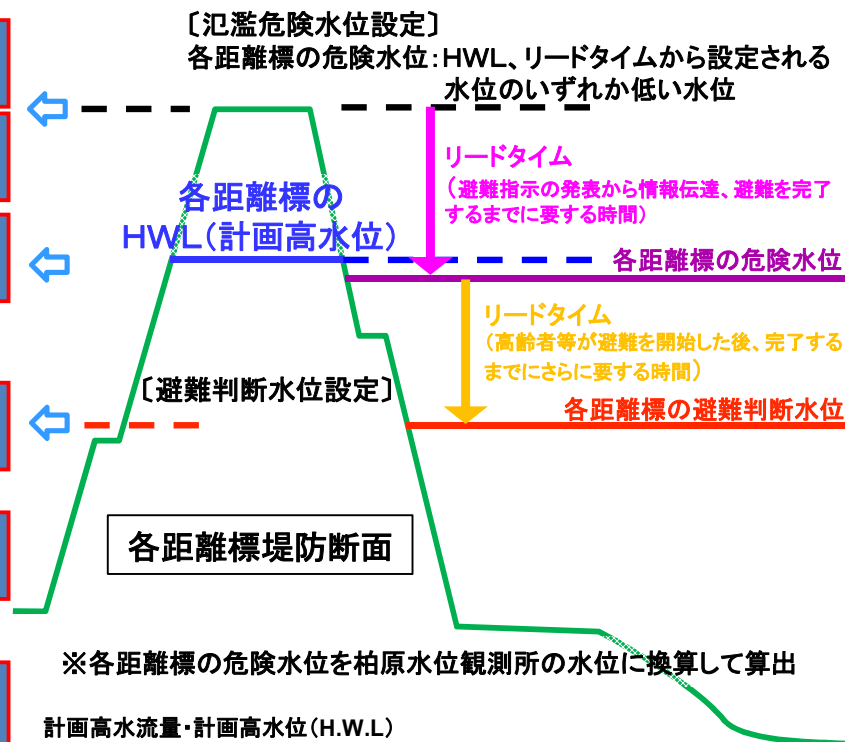 〔氾濫危険水位設定〕
各距離標の危険水位：HWL、リードタイムから設定される
水位のいずれか低い水位
リードタイム
（避難指示の発表から情報伝達、避難を完了
するまでに要する時間）
各距離標の
HWL（計画高水位）
各距離標の危険水位
リードタイム
（高齢者等が避難を開始した後、完了する
までにさらに要する時間）
〔避難判断水位設定〕
各距離標の避難判断水位
各距離標堤防断面
※各距離標の危険水位を柏原水位観測所の水位に換算して算出
計画高水流量・計画高水位（H.W.L）